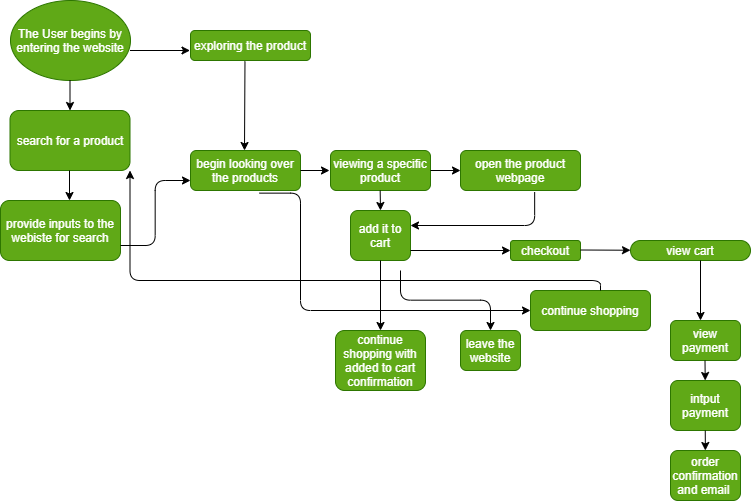 The User begins by
entering the website
exploring the product
search for a product
begin looking over
the products
viewing a specific
product
open the product
webpage
provide inputs to the
webiste for search
add it to
cart
checkout
view cart
continue shopping
continue
shopping with
added to cart
confirmation
leave the
website
view
payment
intput
payment
order
confirmation
and email